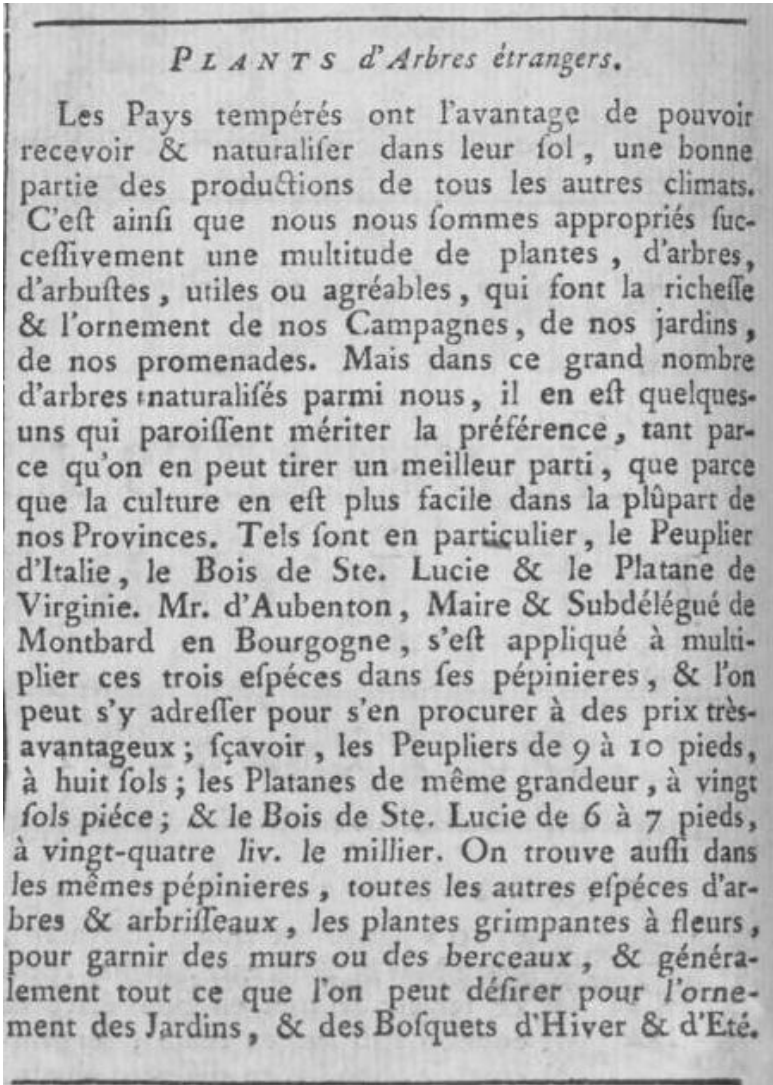 PLANTS d'Arbres étrangers.
Les Pays tempérés ont l'avantage de pouvoir
recevoir & naturaliſer dans leur ſol, une bonne
partie des productions de tous les autres climats.
C'eſt ainſi que nous nous ſommes appropriés ſuc-
ceſſivement une multitude de plantes, d'arbres,
d'arbuſtes, utiles ou agréables, qui font la richeſſe
& l'ornement de nos Campagnes, de nos jardins,
de nos promenades. Mais dans ce grand nombre
d'arbres naturaliſés parmi nous, il en eſt quelques-
uns qui paroiſſent mériter la préférence, tant par-
ce qu'on en peut tirer un meilleur parti, que parce
que la culture en eſt plus facile dans la plûpart de
nos Provinces. Tels ſont en particulier, le Peuplier
d'Italie, le Bois de Ste. Lucie & le Platane de
Virginie. Mr. d'Aubenton, Maire & Subdélégué de
Montbard en Bourgogne, s'eſt appliqué à multi-
plier ces trois eſpéces dans ſes pépinieres, & l'on
peut s'y adreſſer pour s'en procurer à des prix très-
avantageux; ſçavoir, les Peupliers de 9 à 10 pieds,
à huit ſols; les Platanes de même grandeur, à vingt
ſols piéce; & le Bois de Ste. Lucie de 6 à 7 pieds,
à vingt-quatre liv. le millier. On trouve auſſi dans
les mêmes pépinieres, toutes les autres eſpéces d'ar-
bres & arbriſſeaux, les plantes grimpantes à fleurs,
pour garnir des murs ou des berceaux, & généra-
lement tout ce que l'on peut déſirer pour l'orne-
ment des Jardins, & des Boſquets d'Hiver & d'Eté.